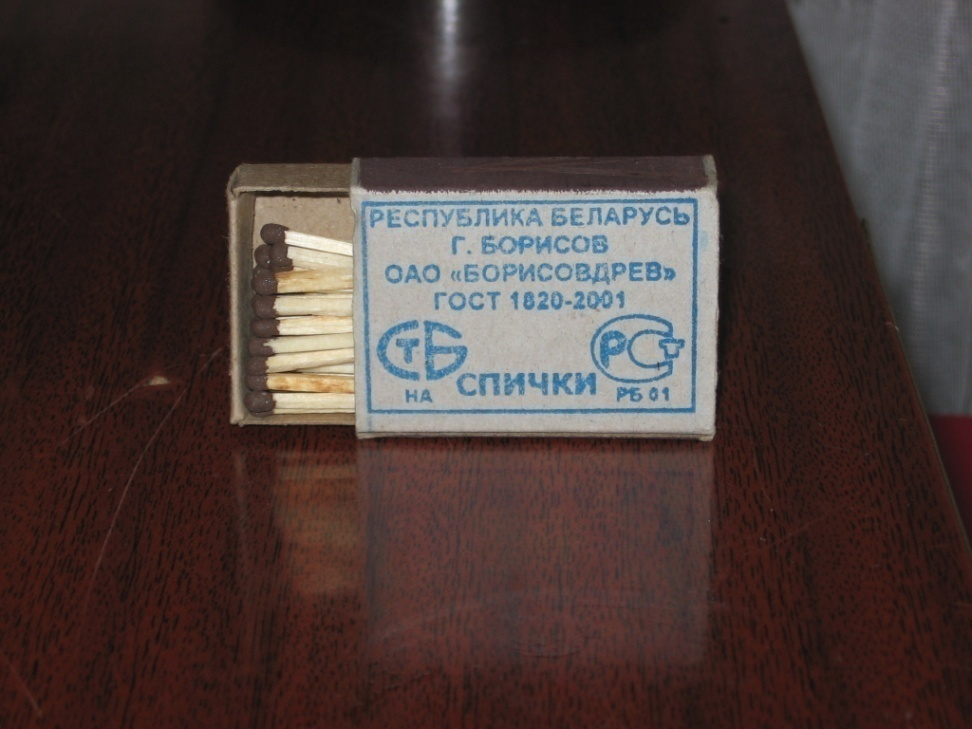 РЕСПУБЛИКА БЕЛАРУСЬ
Г. БОРИСОВ
ОАО «БОРИСОВДРЕВ»
ГОСТ 1820-2001
СТБ
РСТ
НА
СПИЧКИ
РБ 01